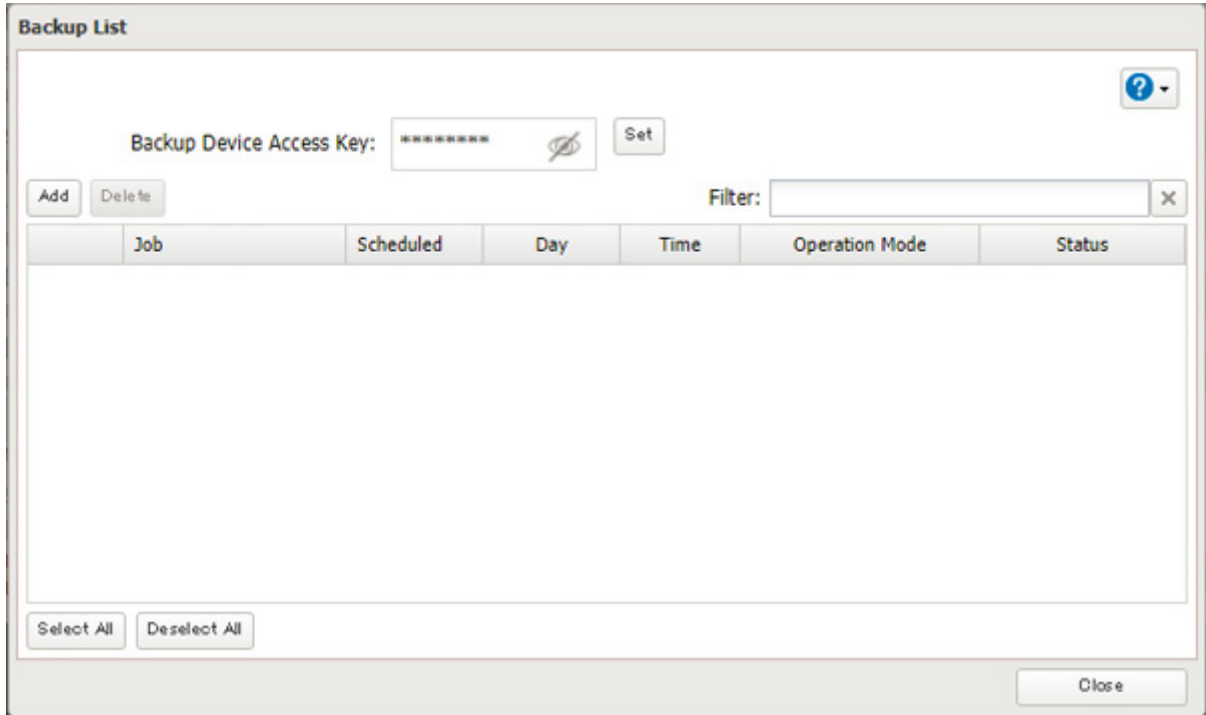 Backup List
?
Backup Device Access Key: ******** Set
Add Delete Filter: ×
Job Scheduled Day Time Operation Mode Status
Select All Deselect All
Close